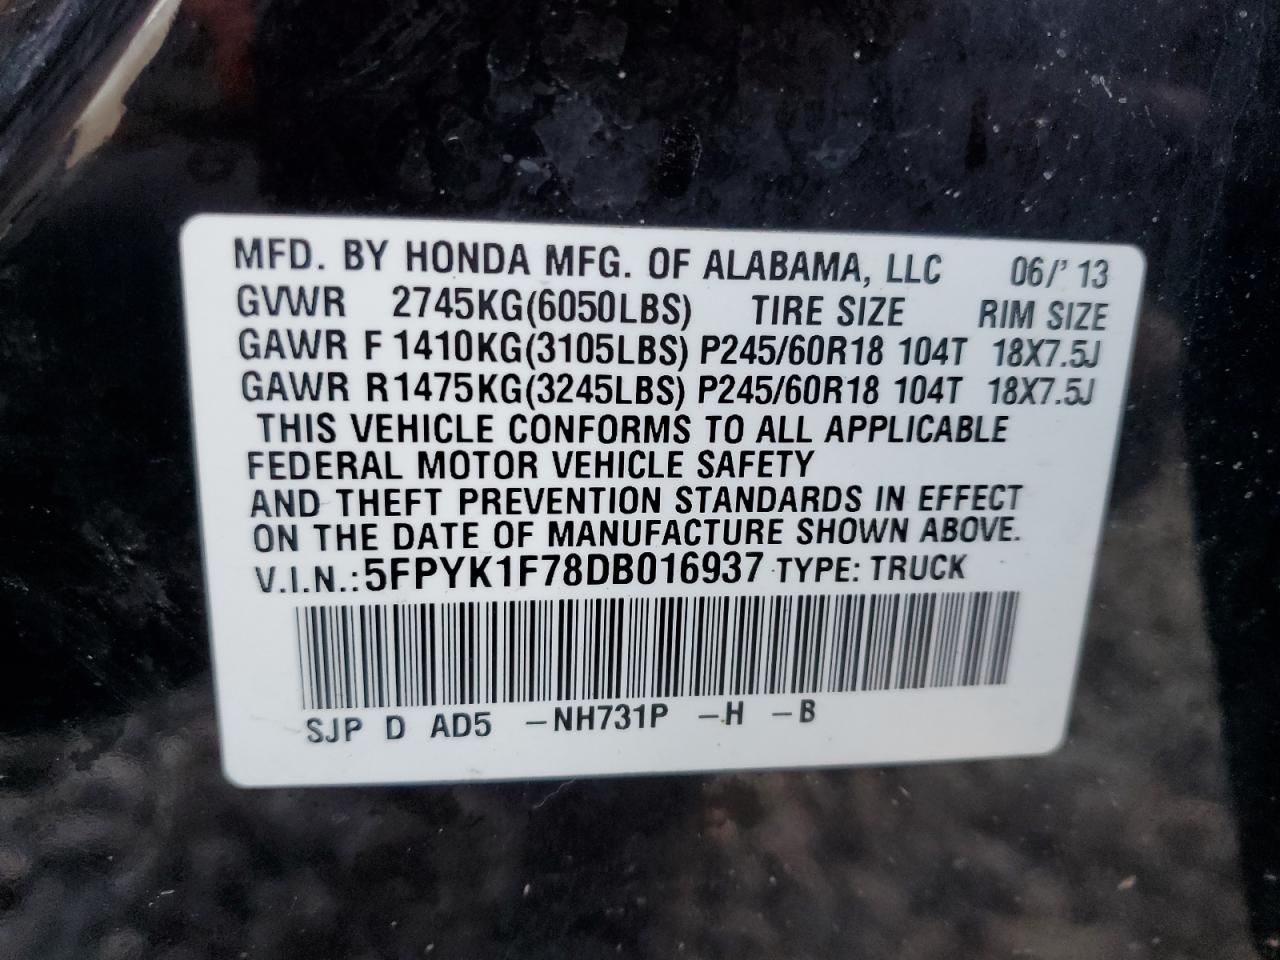 MFD. BY HONDA MFG. OF ALABAMA, LLC 06/'13
GVWR 2745KG(6050LBS) TIRE SIZE RIM SIZE
GAWR F 1410KG(3105LBS) P245/60R18 104T 18X7.5J
GAWR R 1475KG(3245LBS) P245/60R18 104T 18X7.5J
THIS VEHICLE CONFORMS TO ALL APPLICABLE
FEDERAL MOTOR VEHICLE SAFETY
AND THEFT PREVENTION STANDARDS IN EFFECT
ON THE DATE OF MANUFACTURE SHOWN ABOVE.
V.I.N.: 5FPYK1F78DB016937 TYPE: TRUCK
SJP D AD5 –NH731P –H –B